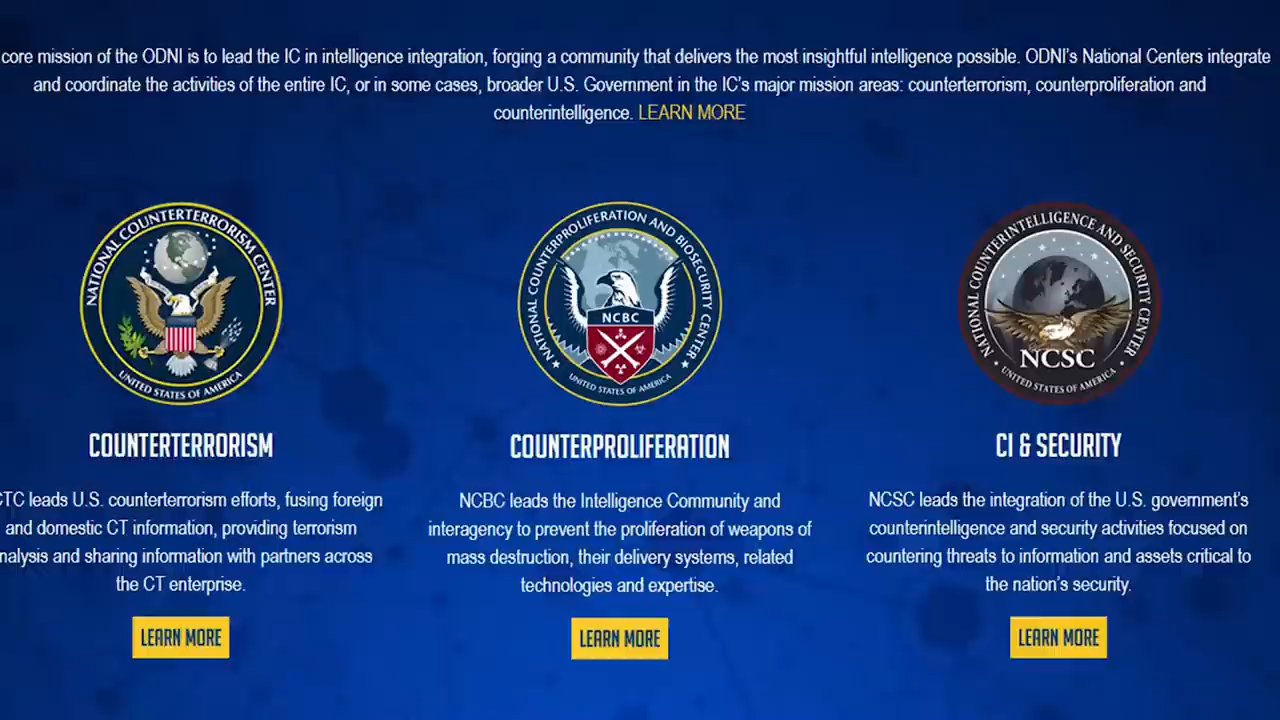 core mission of the ODNI is to lead the IC in intelligence integration, forging a community that delivers the most insightful intelligence possible. ODNI's National Centers integrate
and coordinate the activities of the entire IC, or in some cases, broader U.S. Government in the IC's major mission areas: counterterrorism, counterproliferation and
counterintelligence. LEARN MORE
NATIONAL COUNTERTERRORISM CENTER
UNITED STATES OF AMERICA
COUNTERTERRORISM
CTC leads U.S. counterterrorism efforts, fusing foreign
and domestic CT information, providing terrorism
nalysis and sharing information with partners across
the CT enterprise.
LEARN MORE
NATIONAL COUNTERPROLIFERATION AND BIOSECURITY CENTER
NCBC
UNITED STATES OF AMERICA
COUNTERPROLIFERATION
NCBC leads the Intelligence Community and
interagency to prevent the proliferation of weapons of
mass destruction, their delivery systems, related
technologies and expertise.
LEARN MORE
NATIONAL COUNTERINTELLIGENCE AND SECURITY CENTER
NCSC
UNITED STATES OF AMERICA
CI & SECURITY
NCSC leads the integration of the U.S. government's
counterintelligence and security activities focused on
countering threats to information and assets critical to
the nation's security.
LEARN MORE